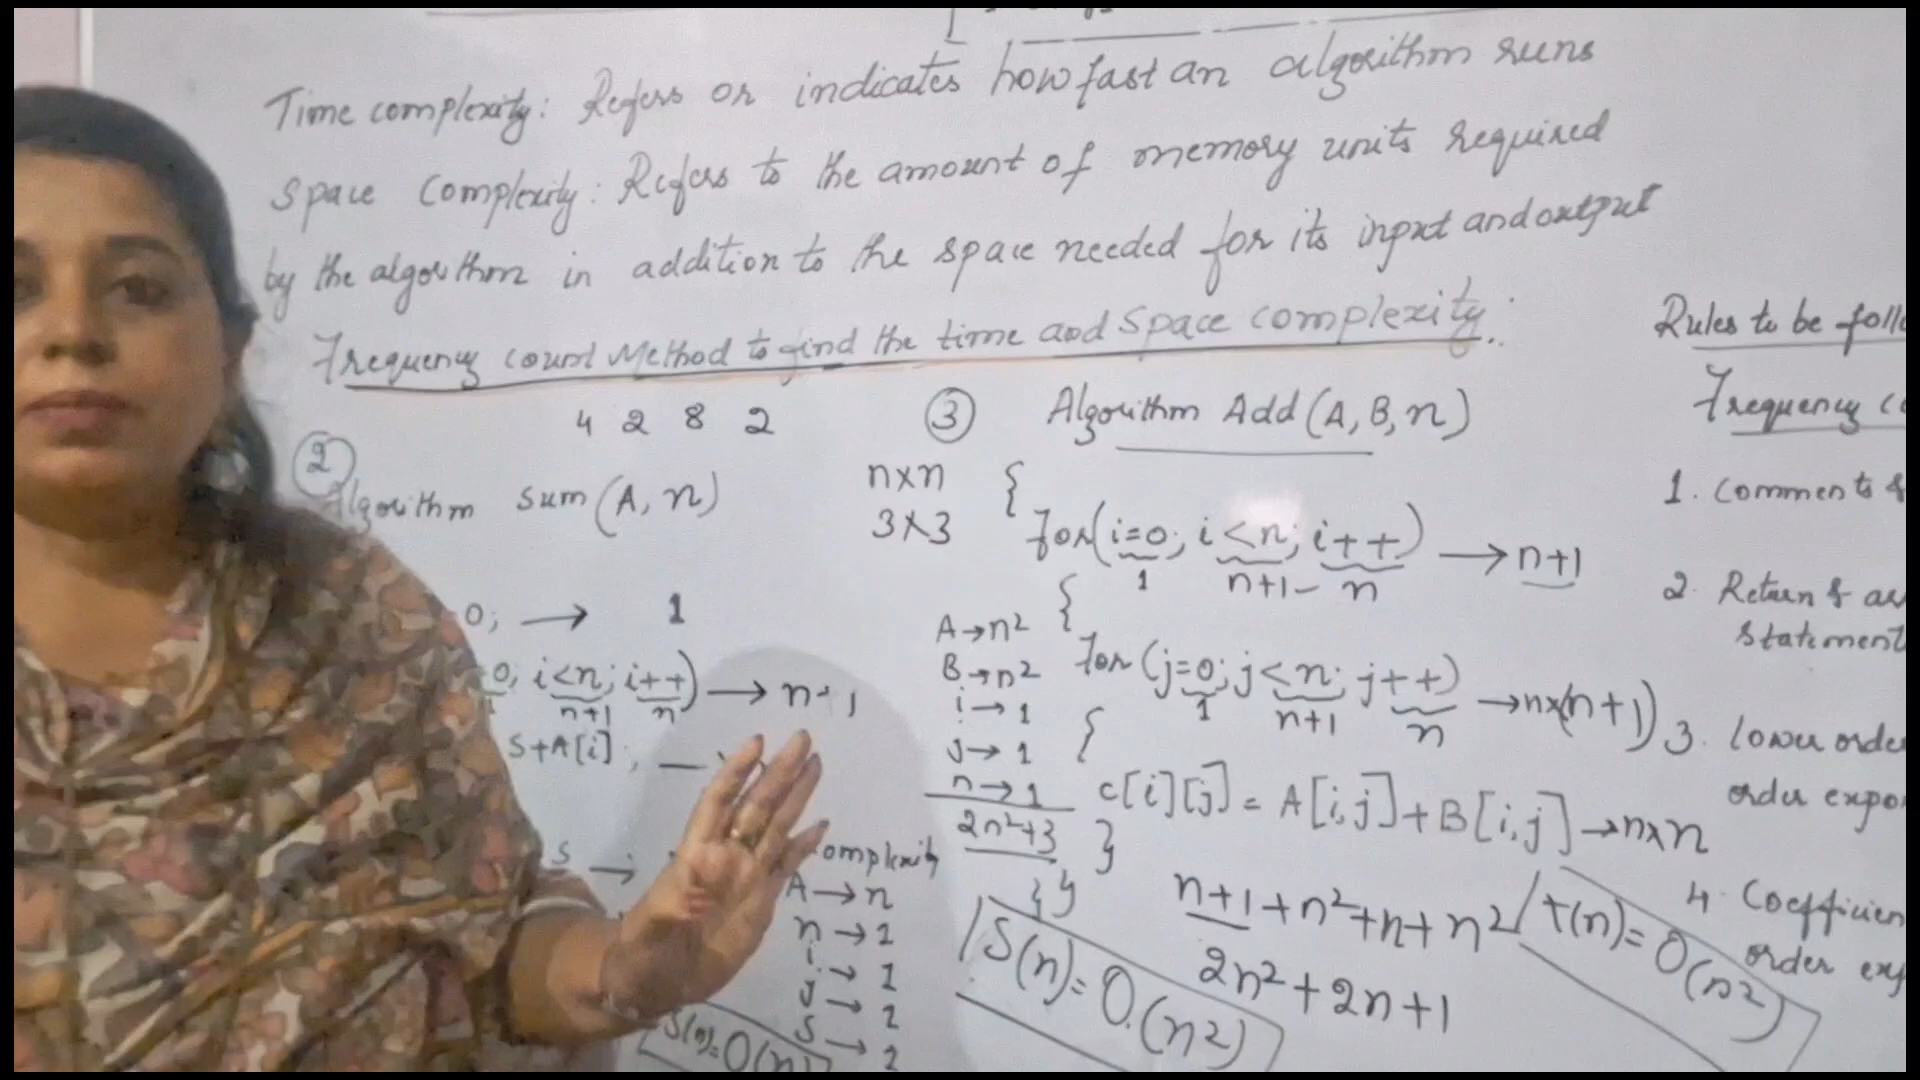 Time complexity: Refers or indicates how fast an algorithm runs
Space Complexity: Refers to the amount of memory units required
by the algorithm in addition to the space needed for its input and output
Frequency count Method to find the time and Space complexity.
4 2 8 2
2
Algorithm sum (A, n)
0; → 1
0; i<n; i++) → n+1
n+1 n
S+A[i];
S →
complexity
A → n
n → 1
i → 1
j → 1
S → 1
S(n)=O(n)
3 Algorithm Add (A, B, n)
n×n {
3×3
for(i=0; i<n; i++) → n+1
1 n+1 n
{
for (j=0; j<n; j++) → n×(n+1)
1 n+1 n
{
C[i][j] = A[i,j]+B[i,j] → n×n
}
}}
A→n²
B→n²
i→1
j→1
n→1
2n²+3
S(n)=O(n²)
n+1+n²+n+n²
2n²+2n+1
t(n)=O(n²)
Rules to be
Frequency
1. Comments &
2. Return &
Statement
3. lower
order
4. Coefficien
order